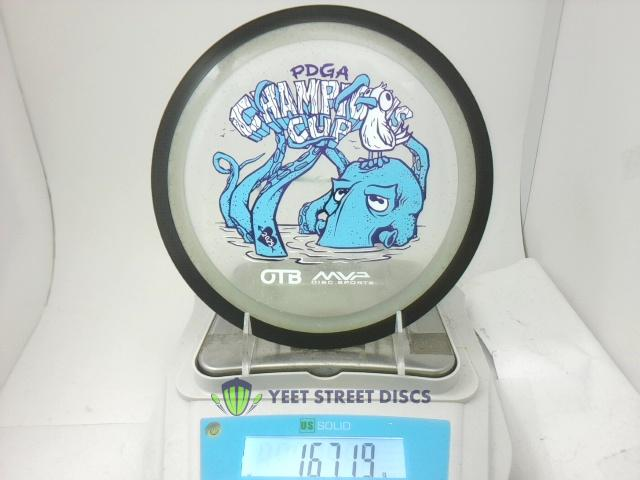 PDGA
CHAMPIONS
CUP
OTB MVP
DISC SPORTS
YEET STREET DISCS
US SOLID
167.19